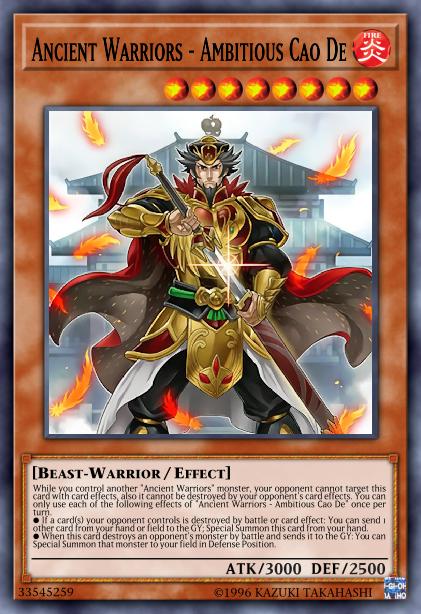 ANCIENT WARRIORS - AMBITIOUS CAO DE
FIRE
炎
[BEAST-WARRIOR / EFFECT]
While you control another "Ancient Warriors" monster, your opponent cannot target this
card with card effects, also it cannot be destroyed by your opponent's card effects. You can
only use each of the following effects of "Ancient Warriors - Ambitious Cao De" once per
turn.
● If a card(s) your opponent controls is destroyed by battle or card effect: You can send 1
other card from your hand or field to the GY; Special Summon this card from your hand.
● When this card destroys an opponent's monster by battle and sends it to the GY: You can
Special Summon that monster to your field in Defense Position.
ATK/3000 DEF/2500
33545259
©1996 KAZUKI TAKAHASHI